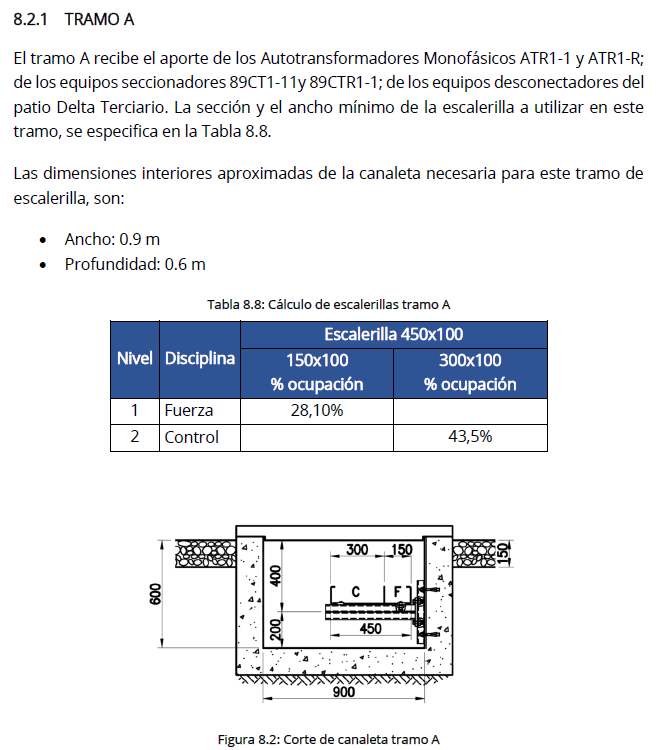 8.2.1 TRAMO A
El tramo A recibe el aporte de los Autotransformadores Monofásicos ATR1-1 y ATR1-R;
de los equipos seccionadores 89CT1-11y 89CTR1-1; de los equipos desconectadores del
patio Delta Terciario. La sección y el ancho mínimo de la escalerilla a utilizar en este
tramo, se especifica en la Tabla 8.8.
Las dimensiones interiores aproximadas de la canaleta necesaria para este tramo de
escalerilla, son:
• Ancho: 0.9 m
• Profundidad: 0.6 m
Tabla 8.8: Cálculo de escalerillas tramo A
Nivel Disciplina Escalerilla 450x100
150x100 300x100
% ocupación % ocupación
1 Fuerza 28,10%
2 Control 43,5%
300 150
150
400
C F
600
200
450
900
Figura 8.2: Corte de canaleta tramo A